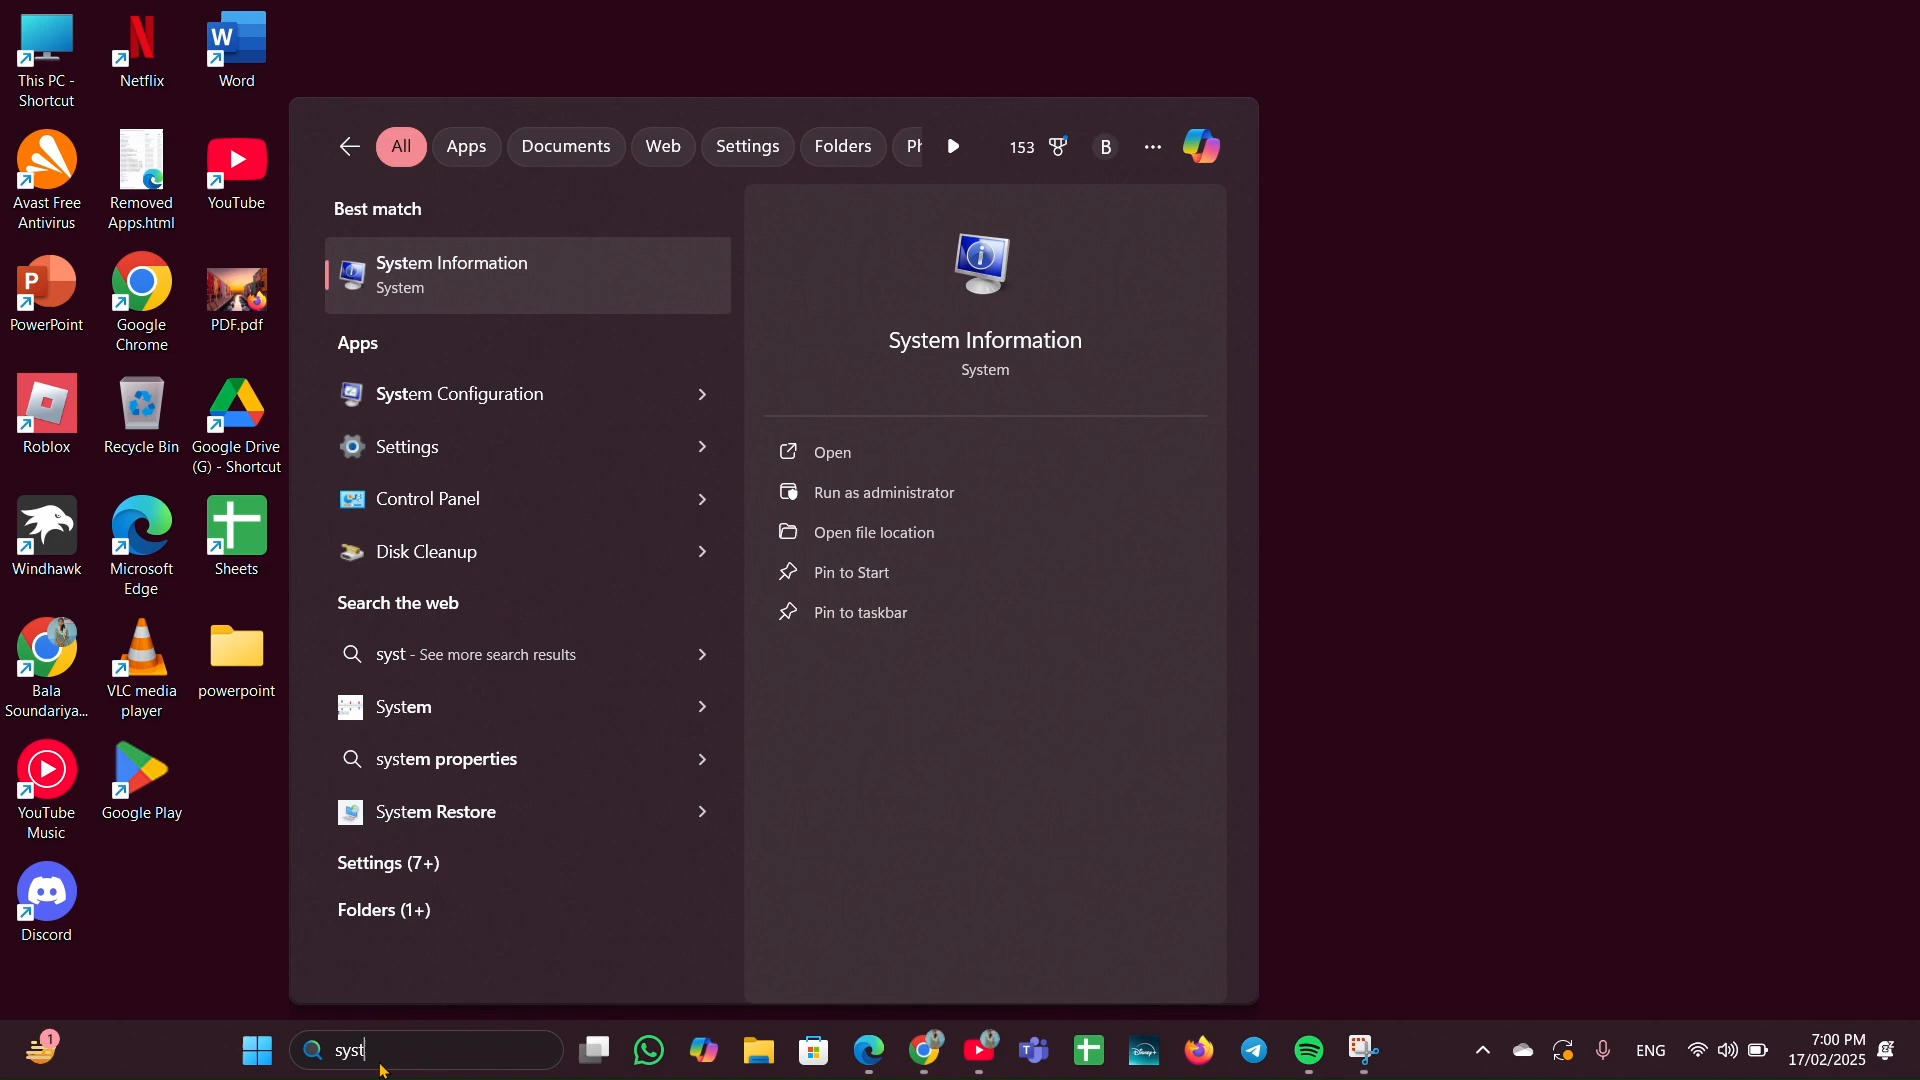 This PC -
Shortcut
Netflix
Word
Avast Free
Antivirus
Removed
Apps.html
YouTube
PowerPoint
Google
Chrome
PDF.pdf
Roblox
Recycle Bin
Google Drive
(G) - Shortcut
Windhawk
Microsoft
Edge
Sheets
Bala
Soundariya...
VLC media
player
powerpoint
YouTube
Music
Google Play
Discord
All
Apps
Documents
Web
Settings
Folders
Ph
153
B
Best match
System Information
System
Apps
System Configuration
Settings
Control Panel
Disk Cleanup
Search the web
syst - See more search results
System
system properties
System Restore
Settings (7+)
Folders (1+)
System Information
System
Open
Run as administrator
Open file location
Pin to Start
Pin to taskbar
1
syst
ENG
7:00 PM
17/02/2025